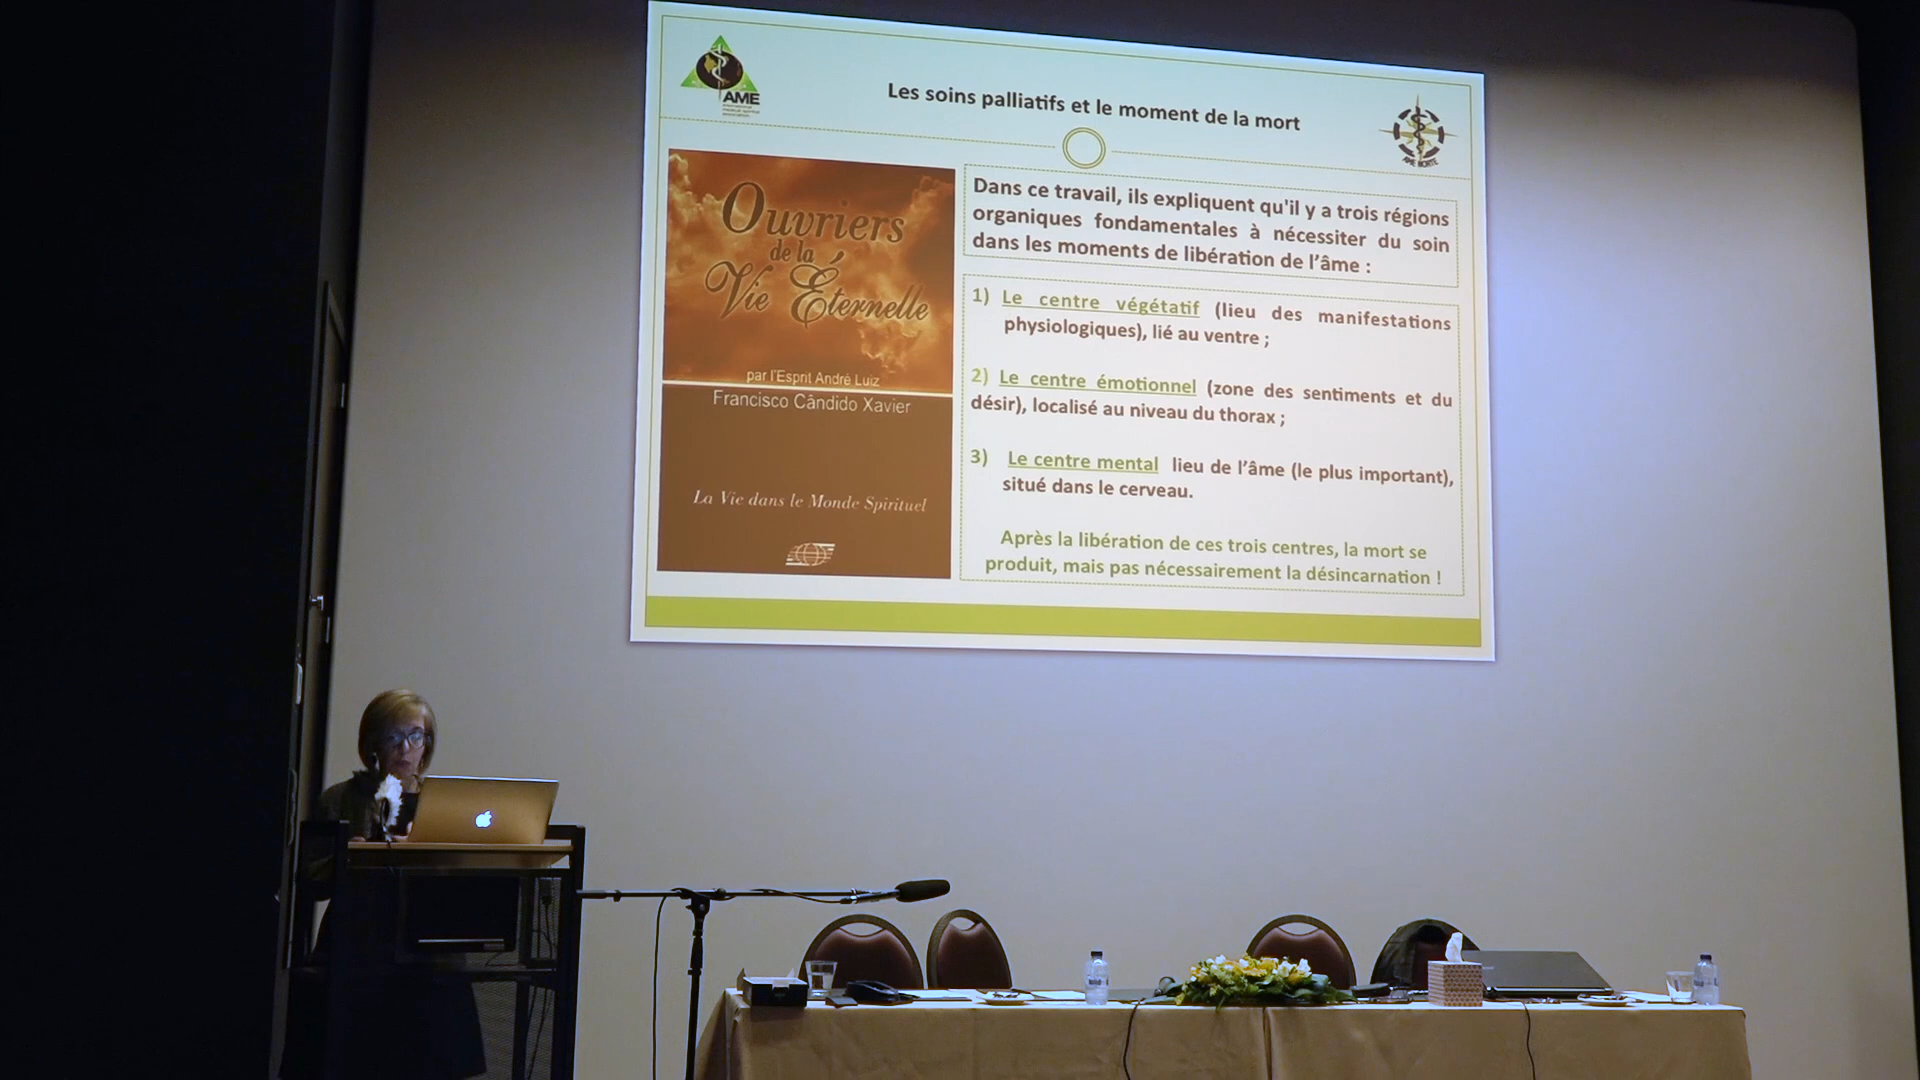 AME
Les soins palliatifs et le moment de la mort
AME NORTE
Ouvriers
de la
Vie Éternelle
par l'Esprit André Luiz
Francisco Cândido Xavier
La Vie dans le Monde Spirituel
Dans ce travail, ils expliquent qu'il y a trois régions
organiques fondamentales à nécessiter du soin
dans les moments de libération de l'âme :
1) Le centre végétatif (lieu des manifestations
physiologiques), lié au ventre ;
2) Le centre émotionnel (zone des sentiments et du
désir), localisé au niveau du thorax ;
3) Le centre mental lieu de l'âme (le plus important),
situé dans le cerveau.
Après la libération de ces trois centres, la mort se
produit, mais pas nécessairement la désincarnation !